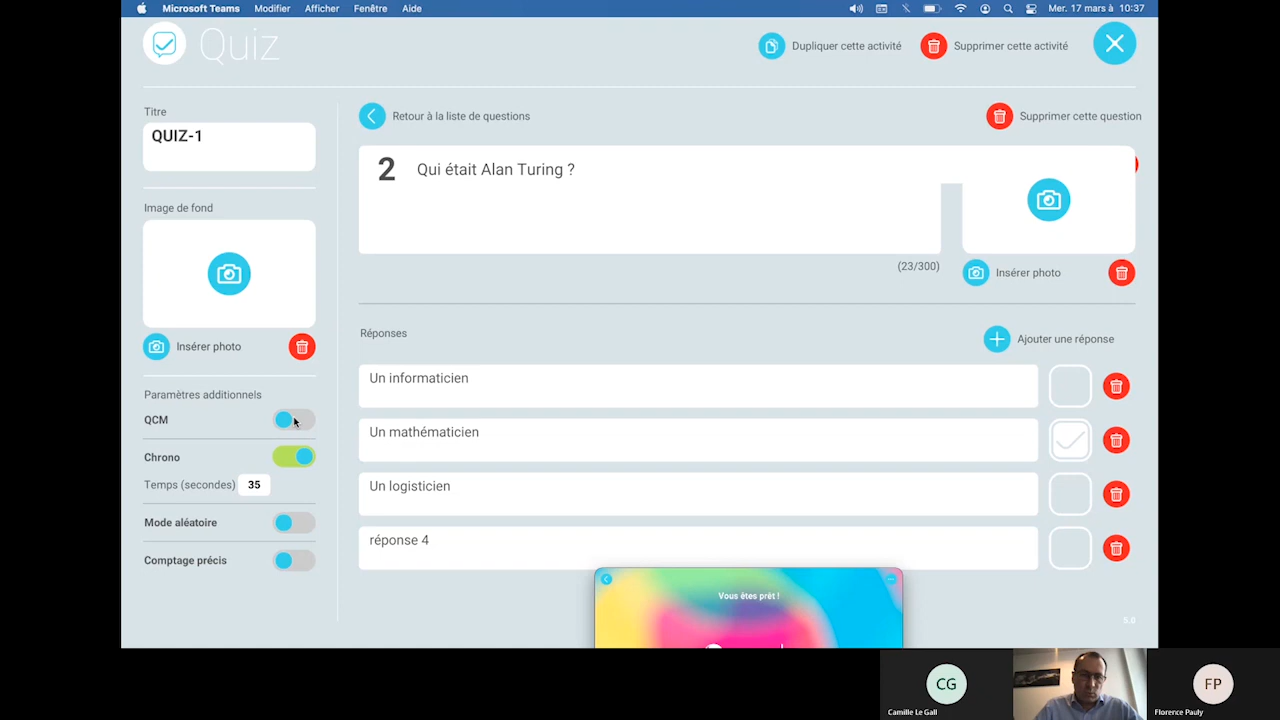 Microsoft Teams Modifier Afficher Fenêtre Aide Mer. 17 mars à 10:37
Quiz
Dupliquer cette activité
Supprimer cette activité
Titre
QUIZ-1
Retour à la liste de questions
Supprimer cette question
2 Qui était Alan Turing ?
(23/300)
Insérer photo
Image de fond
Insérer photo
Paramètres additionnels
QCM
Chrono
Temps (secondes) 35
Mode aléatoire
Comptage précis
Réponses
Ajouter une réponse
Un informaticien
Un mathématicien
Un logisticien
réponse 4
Vous êtes prêt !
5.0
CG
Camille Le Gall
FP
Florence Pauly